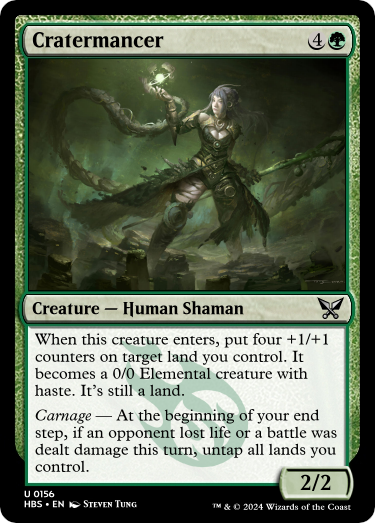 Cratermancer 4
Creature — Human Shaman
When this creature enters, put four +1/+1
counters on target land you control. It
becomes a 0/0 Elemental creature with
haste. It's still a land.
Carnage — At the beginning of your end
step, if an opponent lost life or a battle was
dealt damage this turn, untap all lands you
control.
2/2
U 0156
HBS • EN Steven Tung
™ & © 2024 Wizards of the Coast